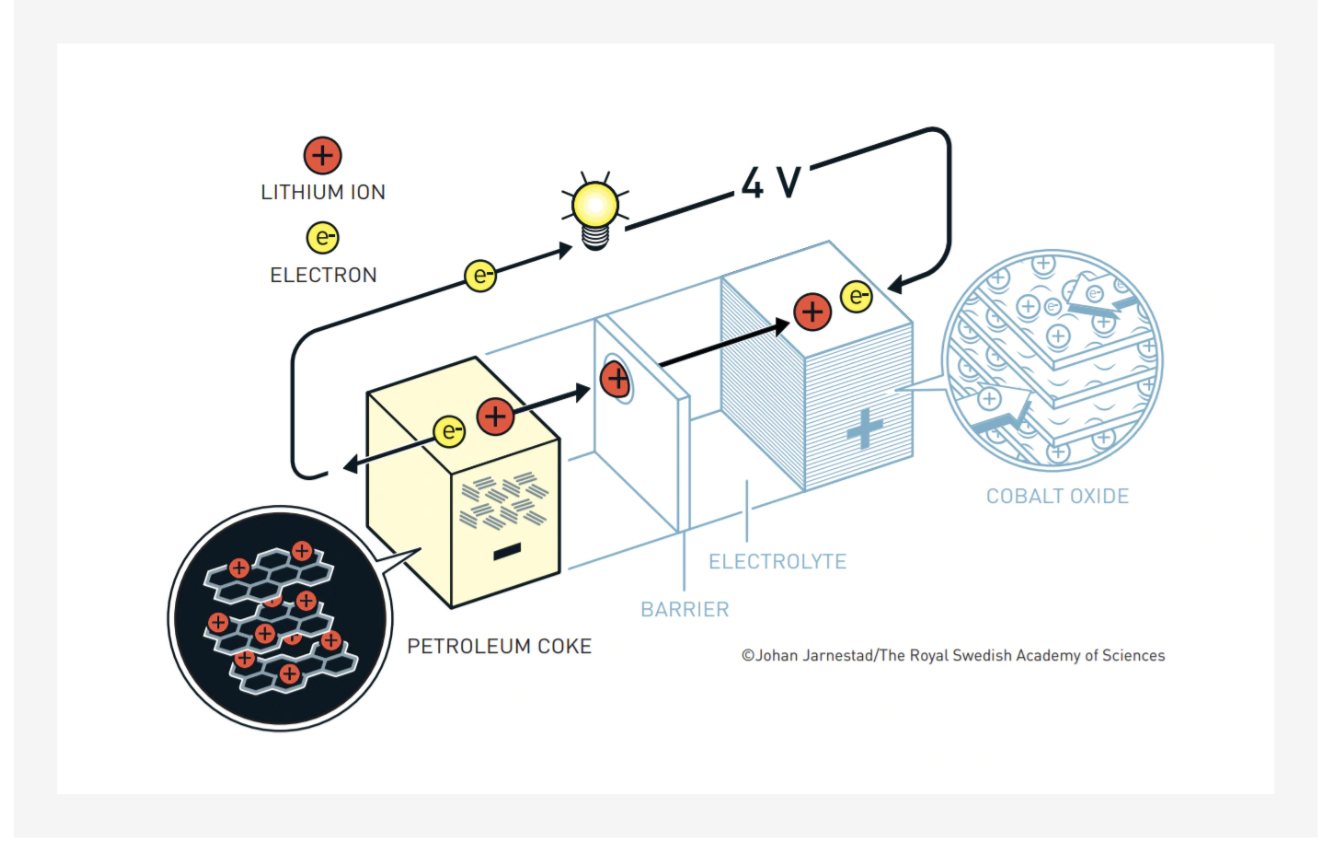 +
LITHIUM ION
e-
ELECTRON
4 V
e-
+
e-
+
e-
+
+
-
+
COBALT OXIDE
ELECTROLYTE
BARRIER
PETROLEUM COKE
©Johan Jarnestad/The Royal Swedish Academy of Sciences